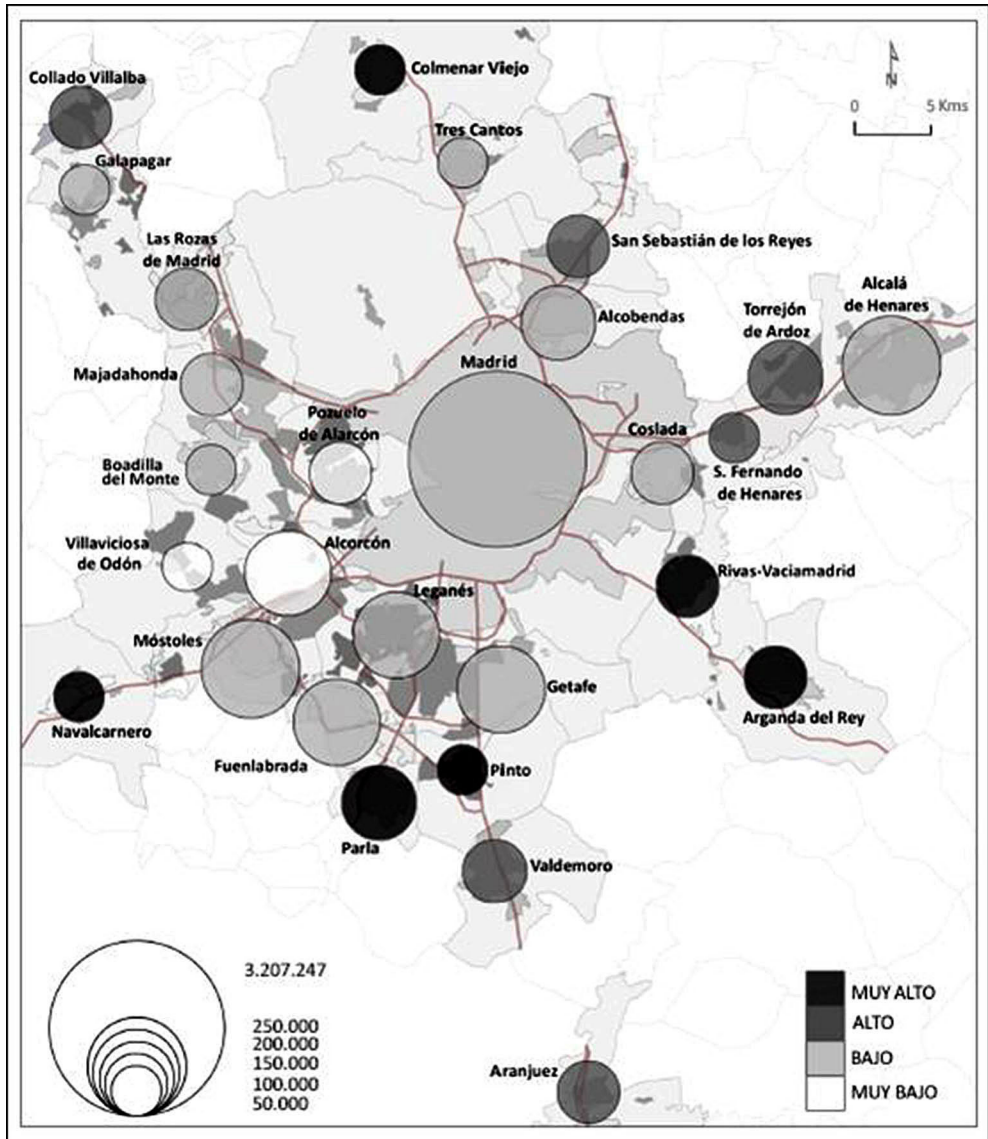 Colmenar Viejo
Collado Villalba
N
0 5 Kms
Tres Cantos
Galapagar
Las Rozas
de Madrid
San Sebastián de los Reyes
Alcalá
de Henares
Torrejón
de Ardoz
Alcobendas
Madrid
Majadahonda
Pozuelo
de Alarcón
Coslada
Boadilla
del Monte
S. Fernando
de Henares
Villaviciosa
de Odón
Alcorcón
Rivas-Vaciamadrid
Leganés
Móstoles
Getafe
Arganda del Rey
Navalcarnero
Fuenlabrada
Pinto
Parla
Valdemoro
3.207.247
250.000
200.000
150.000
100.000
50.000
MUY ALTO
ALTO
BAJO
MUY BAJO
Aranjuez